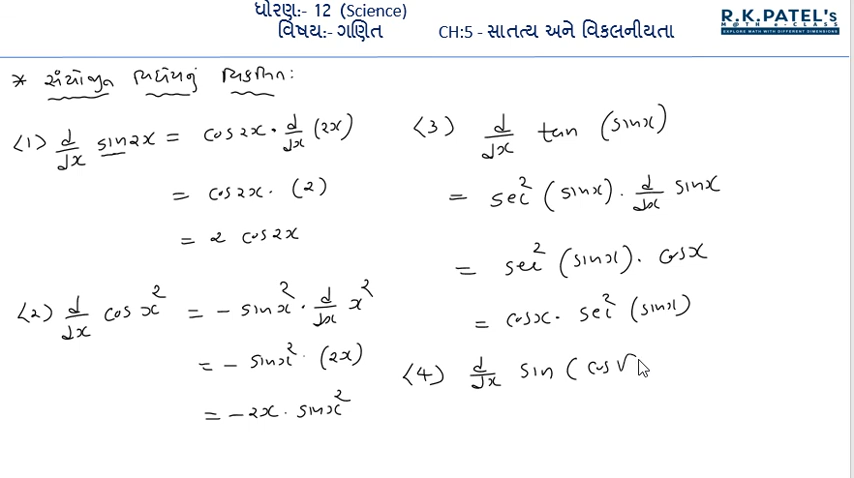 ધોરણ:- 12 (Science)
વિષય:- ગણિત
CH:5 - સાતત્ય અને વિકલનીયતા
R.K.PATEL's
M@TH e-CLASS
EXPLORE MATH WITH DIFFERENT DIMENSIONS
* સંયોજીત વિધેયનું વિકલિત :
(1) d/dx sin2x = cos2x · d/dx (2x)
= cos2x · (2)
= 2 cos2x
(2) d/dx cos x² = - sinx² · d/dx x²
= - sinx² · (2x)
= -2x · sinx²
(3) d/dx tan (sinx)
= sec² (sinx) · d/dx sinx
= sec² (sinx) · cosx
= cosx · sec² (sinx)
(4) d/dx sin ( cos √